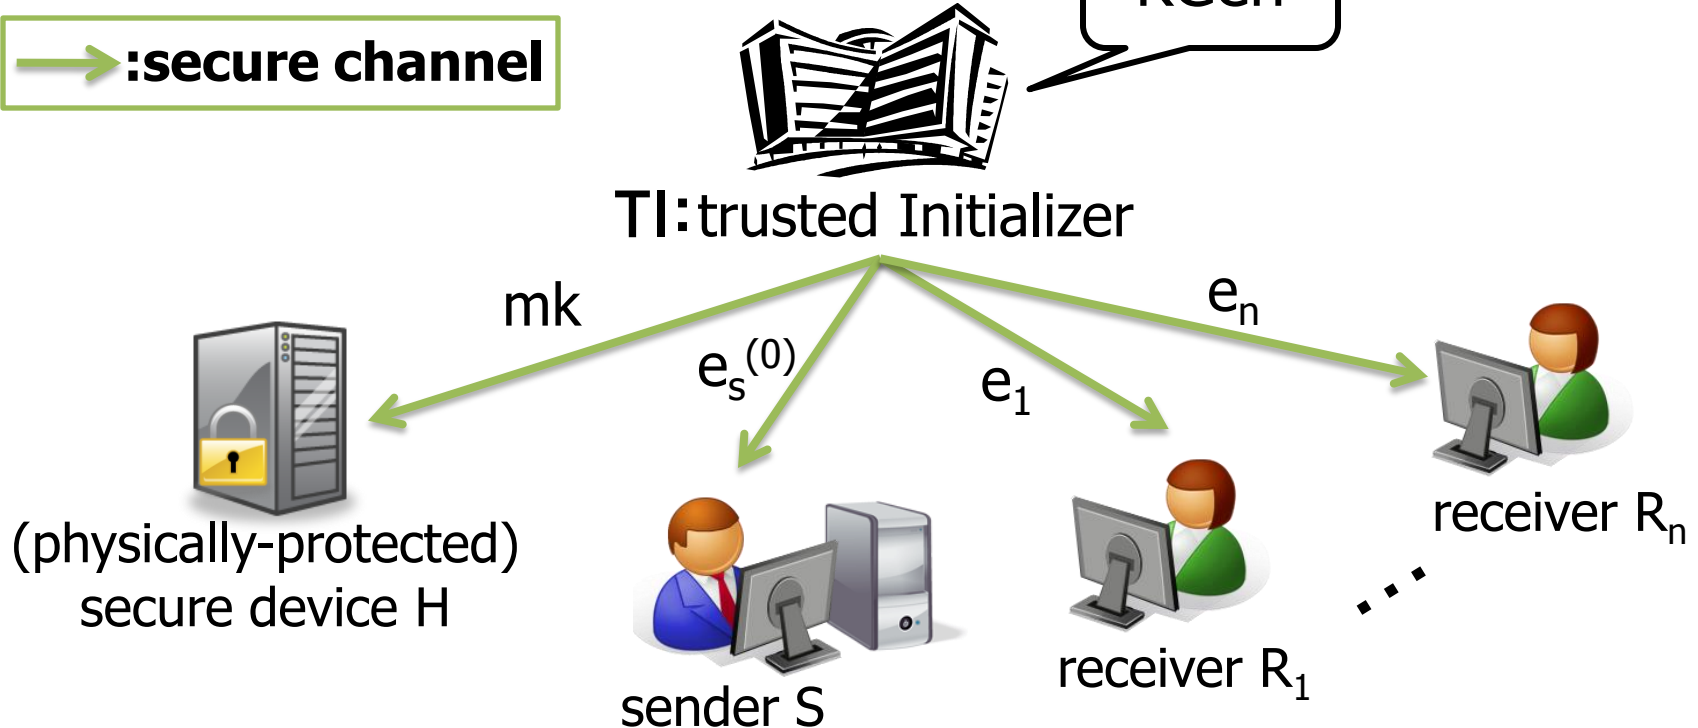 :secure channel
TI:trusted Initializer
mk
eₛ⁽⁰⁾
e₁
eₙ
(physically-protected)
secure device H
sender S
receiver R₁
...
receiver Rₙ